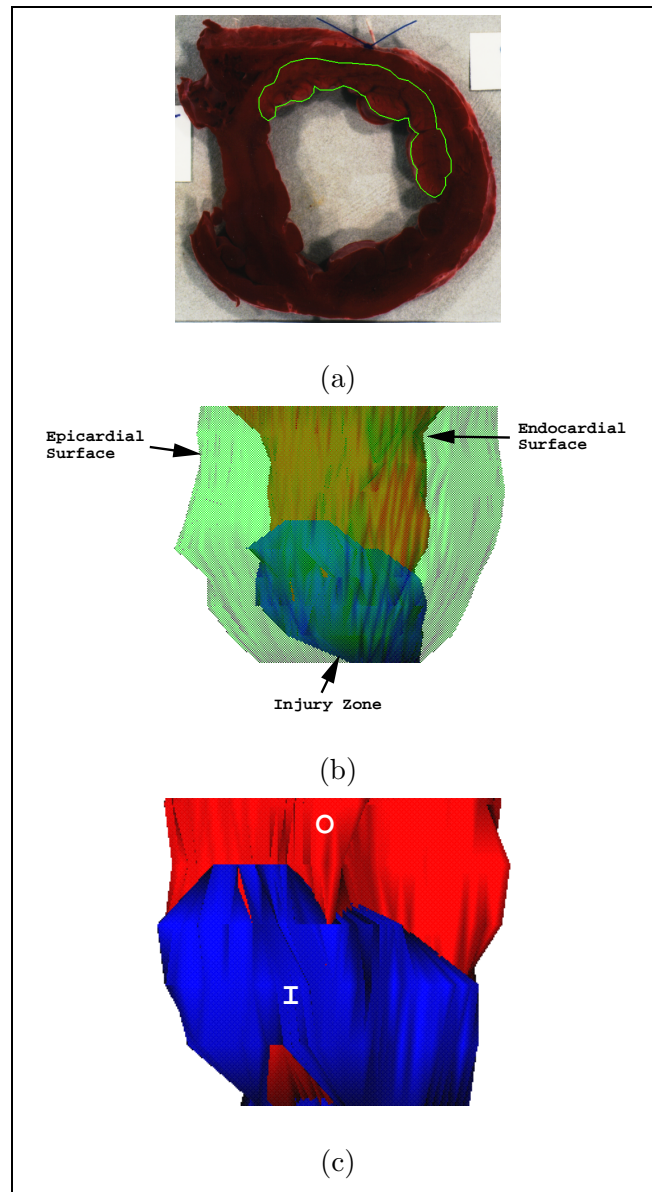 (a)
Epicardial
Surface
Endocardial
Surface
Injury Zone
(b)
O
I
(c)